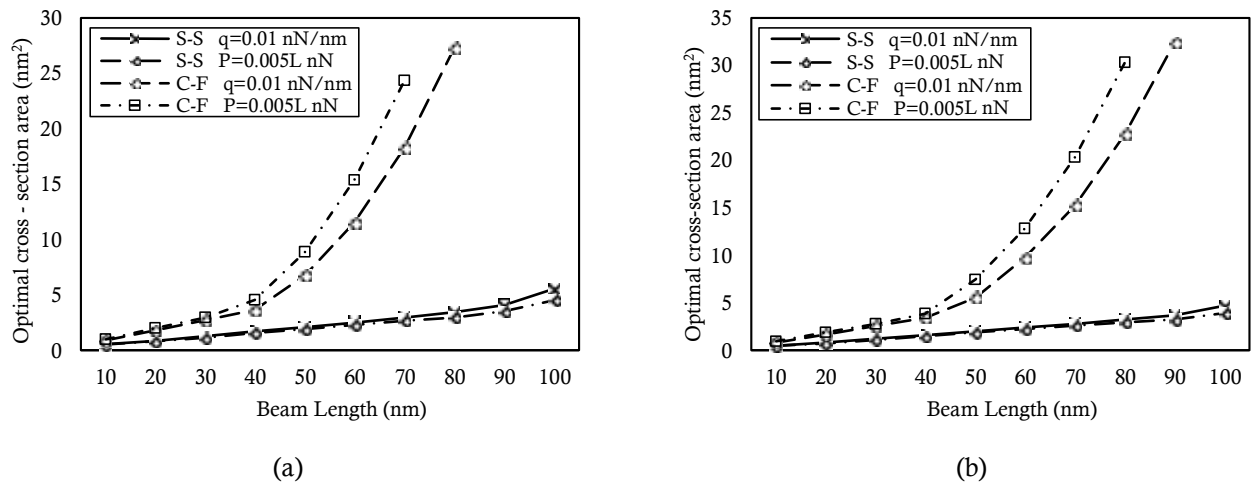 Optimal cross - section area (nm²)
30
25
20
15
10
5
0
S-S q=0.01 nN/nm
S-S P=0.005L nN
C-F q=0.01 nN/nm
C-F P=0.005L nN
10 20 30 40 50 60 70 80 90 100
Beam Length (nm)
(a)
Optimal cross-section area (nm²)
35
30
25
20
15
10
5
0
S-S q=0.01 nN/nm
S-S P=0.005L nN
C-F q=0.01 nN/nm
C-F P=0.005L nN
10 20 30 40 50 60 70 80 90 100
Beam Length (nm)
(b)